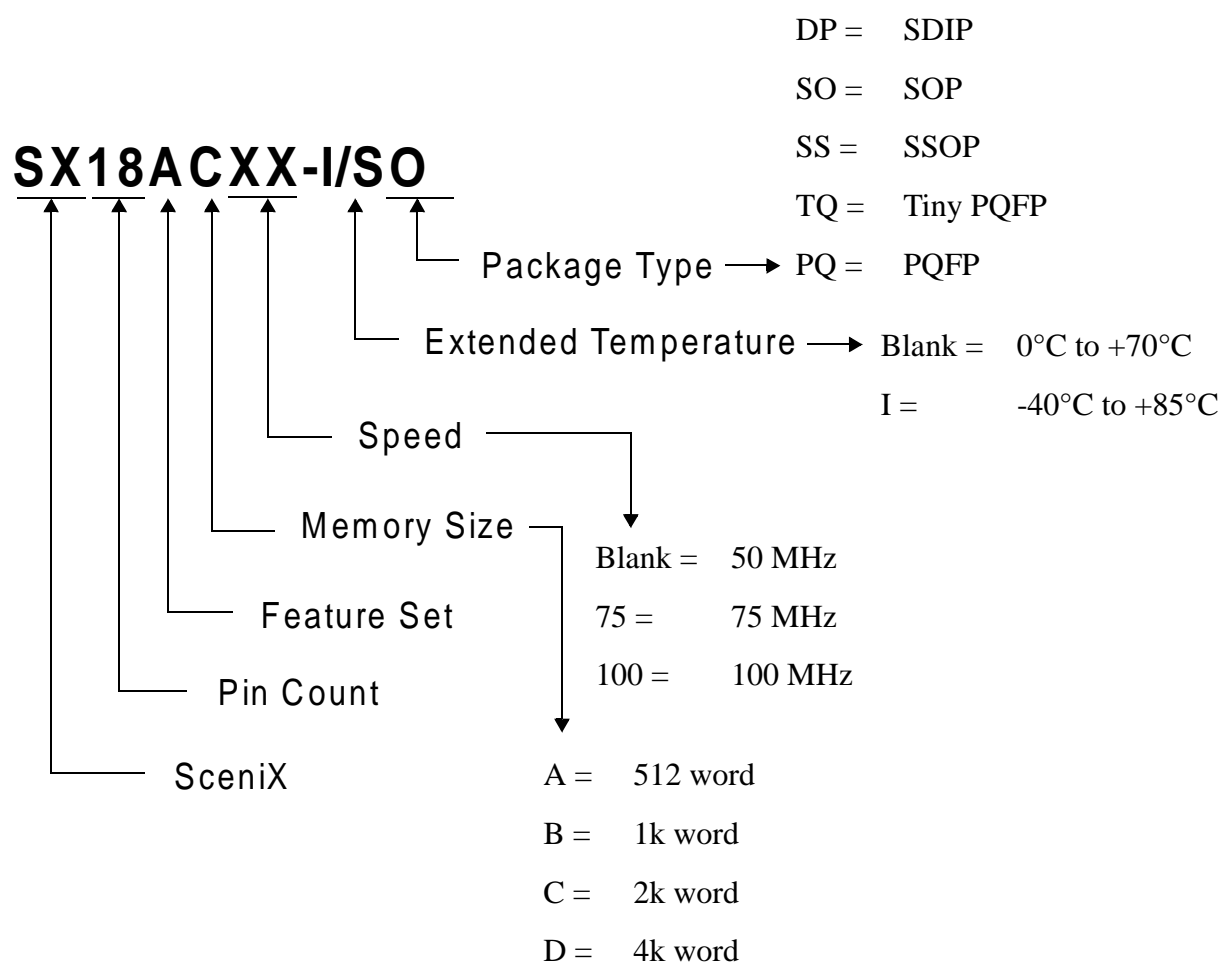 DP = SDIP
SO = SOP
SX18ACXX-I/SO
SS = SSOP
TQ = Tiny PQFP
Package Type
PQ = PQFP
Extended Temperature
Blank = 0°C to +70°C
I = -40°C to +85°C
Speed
Memory Size
Blank = 50 MHz
Feature Set
75 = 75 MHz
100 = 100 MHz
Pin Count
SceniX
A = 512 word
B = 1k word
C = 2k word
D = 4k word